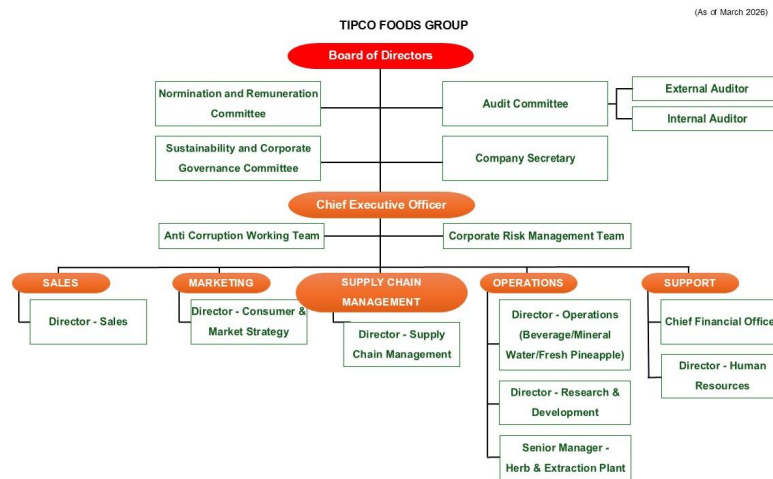 (As of March 2026)
TIPCO FOODS GROUP
Board of Directors
Normination and Remuneration
Committee
Audit Committee
External Auditor
Internal Auditor
Sustainability and Corporate
Governance Committee
Company Secretary
Chief Executive Officer
Anti Corruption Working Team
Corporate Risk Management Team
SALES
MARKETING
SUPPLY CHAIN
MANAGEMENT
OPERATIONS
SUPPORT
Director - Sales
Director - Consumer &
Market Strategy
Director - Supply
Chain Management
Director - Operations
(Beverage/Mineral
Water/Fresh Pineapple)
Director - Research &
Development
Senior Manager -
Herb & Extraction Plant
Chief Financial Office
Director - Human
Resources